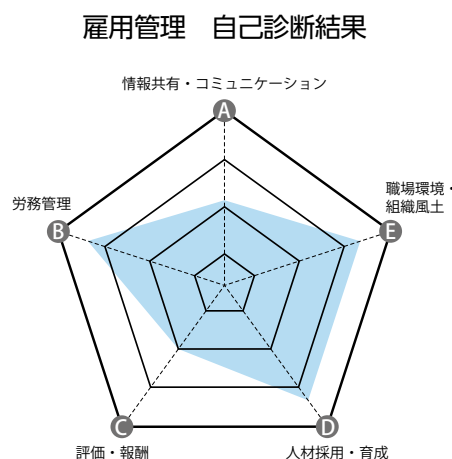 雇用管理　自己診断結果
情報共有・コミュニケーション
A
職場環境・
組織風土
労務管理
B
E
C
D
評価・報酬
人材採用・育成